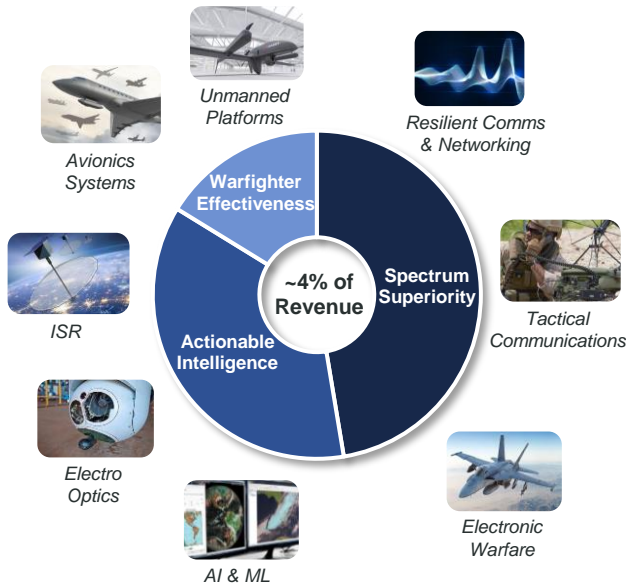 Unmanned
Platforms
Resilient Comms
& Networking
Avionics
Systems
Warfighter
Effectiveness
~4% of
Revenue
Spectrum
Superiority
ISR
Tactical
Communications
Actionable
Intelligence
Electro
Optics
Electronic
Warfare
AI & ML